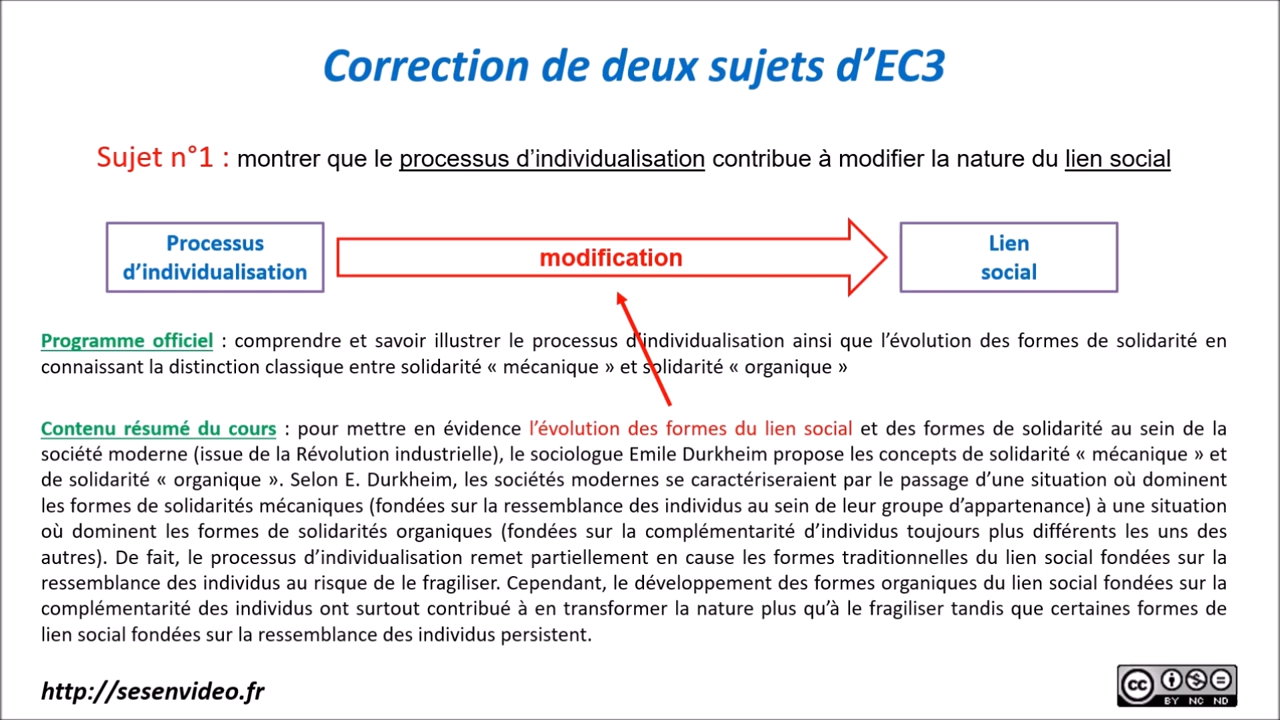 Correction de deux sujets d’EC3
Sujet n°1 : montrer que le processus d’individualisation contribue à modifier la nature du lien social
Processus
d’individualisation
modification
Lien
social
Programme officiel : comprendre et savoir illustrer le processus d’individualisation ainsi que l’évolution des formes de solidarité en
connaissant la distinction classique entre solidarité « mécanique » et solidarité « organique »
Contenu résumé du cours : pour mettre en évidence l’évolution des formes du lien social et des formes de solidarité au sein de la
société moderne (issue de la Révolution industrielle), le sociologue Emile Durkheim propose les concepts de solidarité « mécanique » et
de solidarité « organique ». Selon E. Durkheim, les sociétés modernes se caractériseraient par le passage d’une situation où dominent
les formes de solidarités mécaniques (fondées sur la ressemblance des individus au sein de leur groupe d’appartenance) à une situation
où dominent les formes de solidarités organiques (fondées sur la complémentarité d’individus toujours plus différents les uns des
autres). De fait, le processus d’individualisation remet partiellement en cause les formes traditionnelles du lien social fondées sur la
ressemblance des individus au risque de le fragiliser. Cependant, le développement des formes organiques du lien social fondées sur la
complémentarité des individus ont surtout contribué à en transformer la nature plus qu’à le fragiliser tandis que certaines formes de
lien social fondées sur la ressemblance des individus persistent.
http://sesenvideo.fr
cc
BY NC ND